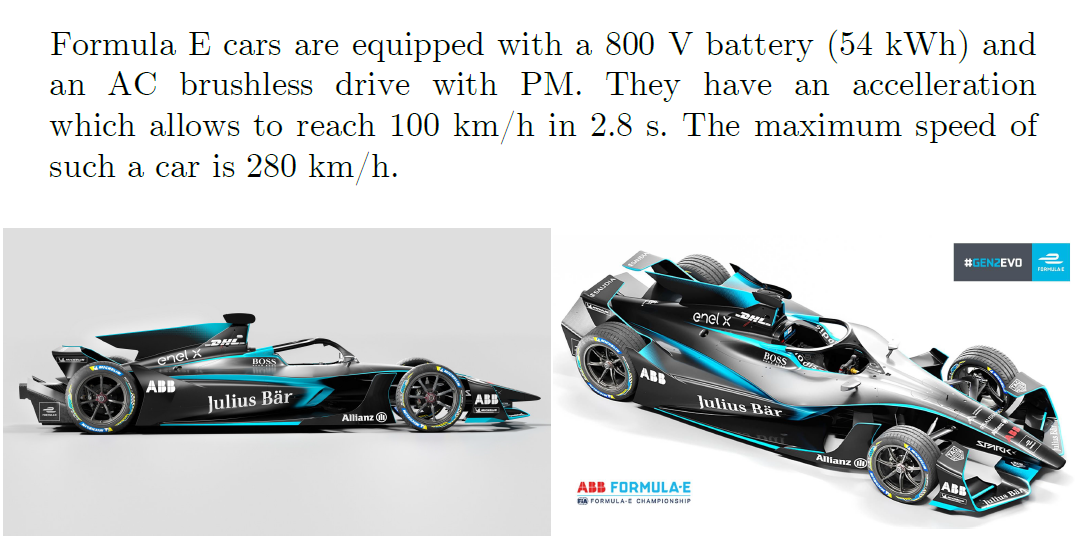 Formula E cars are equipped with a 800 V battery (54 kWh) and
an AC brushless drive with PM. They have an accelleration
which allows to reach 100 km/h in 2.8 s. The maximum speed of
such a car is 280 km/h.
enel x
DHL
BOSS
ABB
Julius Bär
Allianz
ABB
#GEN2EVO
FORMULA E
enel x
DHL
BOSS
ABB
Julius Bär
Allianz
ABB
Julius Bär
ABB FORMULA-E
FIA FORMULA-E CHAMPIONSHIP